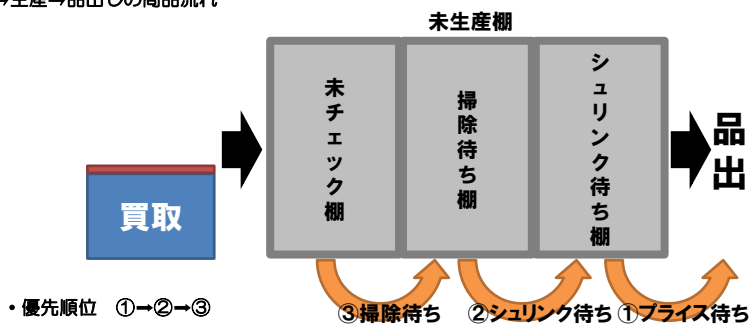 →生産→品出しの商品流れ
未生産棚
未チェック棚
掃除待ち棚
シュリンク待ち棚
品出
買取
③掃除待ち
②シュリンク待ち
①プライス待ち
・優先順位　①→②→③